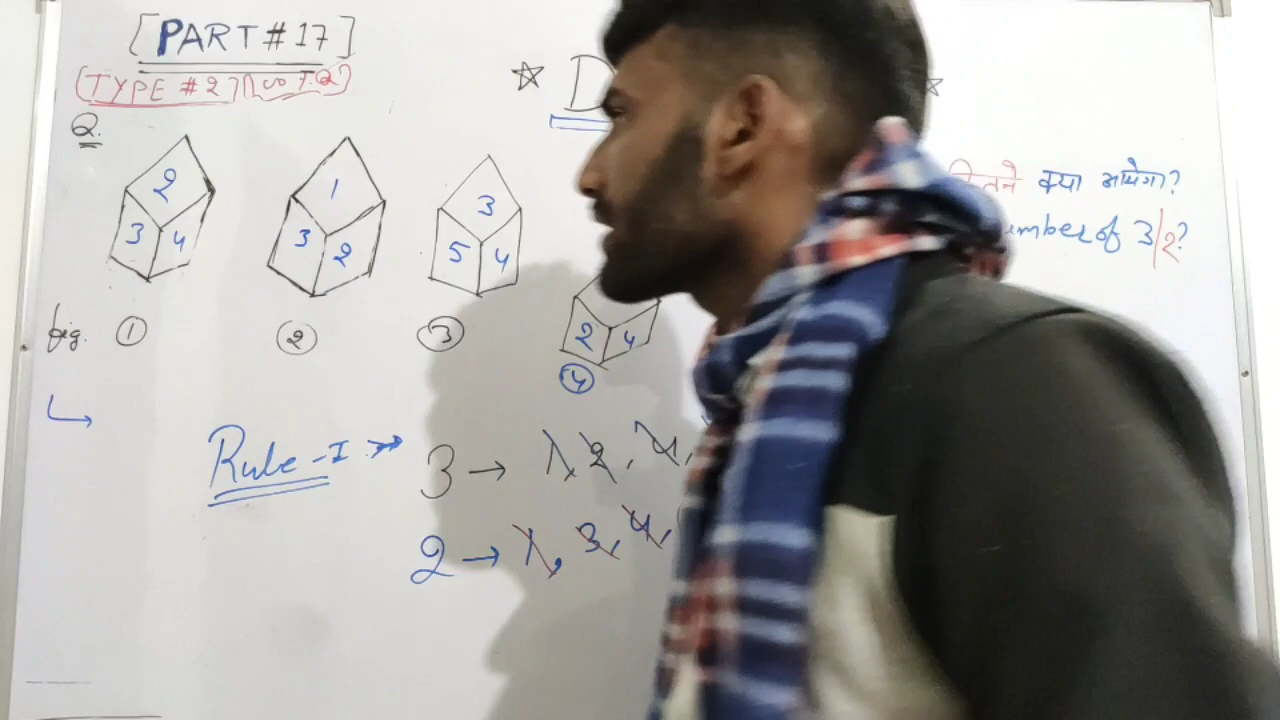 [PART # 17]
[TYPE # 2]
☆ D
Q.
क्या आयेगा?
umber of 3/2?
2
3 4
1
3 2
3
5 4
2 4
fig. ① ② ③
④
Rule-I
3 → 1, 2, 4,
2 → 1, 3, 4,